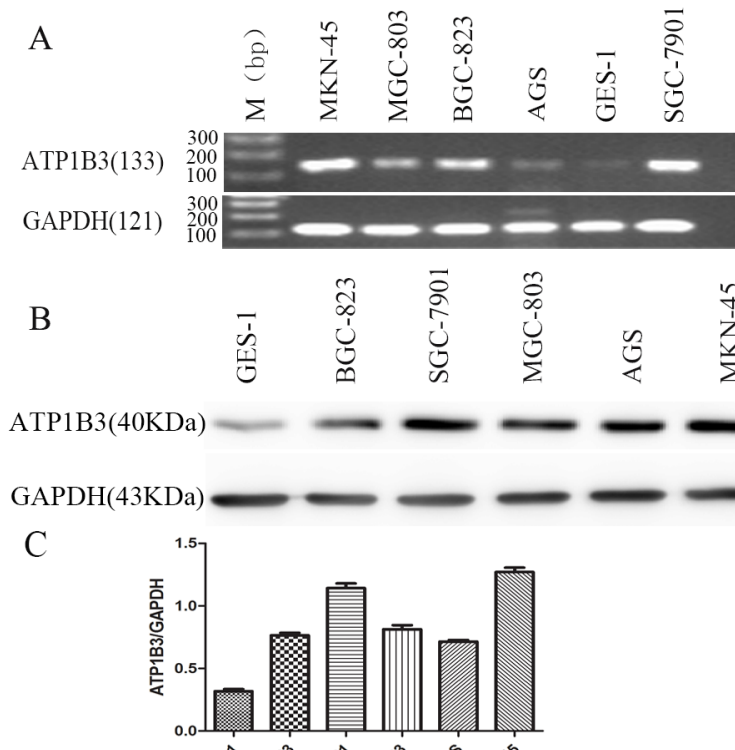 A
M (bp)
MKN-45
MGC-803
BGC-823
AGS
GES-1
SGC-7901
300
200
100
ATP1B3(133)
300
200
100
GAPDH(121)
B
GES-1
BGC-823
SGC-7901
MGC-803
AGS
MKN-45
ATP1B3(40KDa)
GAPDH(43KDa)
C
ATP1B3/GAPDH
1.5
1.0
0.5
0.0